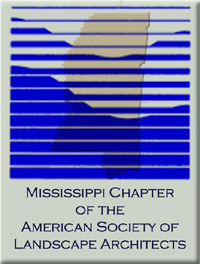 Mississippi Chapter
of the
American Society of
Landscape Architects